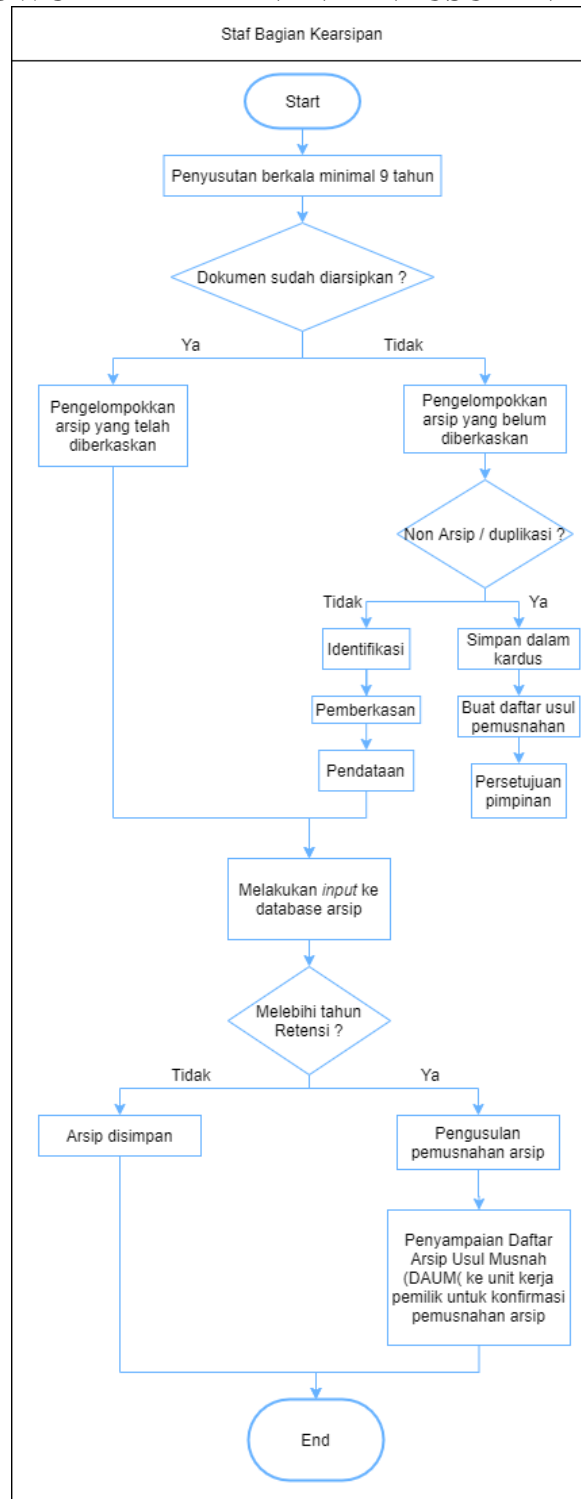 Staf Bagian Kearsipan
Start
Penyusutan berkala minimal 9 tahun
Dokumen sudah diarsipkan ?
Ya
Tidak
Pengelompokkan
arsip yang telah
diberkaskan
Pengelompokkan
arsip yang belum
diberkaskan
Non Arsip / duplikasi ?
Tidak
Ya
Identifikasi
Simpan dalam
kardus
Pemberkasan
Buat daftar usul
pemusnahan
Pendataan
Persetujuan
pimpinan
Melakukan input ke
database arsip
Melebihi tahun
Retensi ?
Tidak
Ya
Arsip disimpan
Pengusulan
pemusnahan arsip
Penyampaian Daftar
Arsip Usul Musnah
(DAUM( ke unit kerja
pemilik untuk konfirmasi
pemusnahan arsip
End